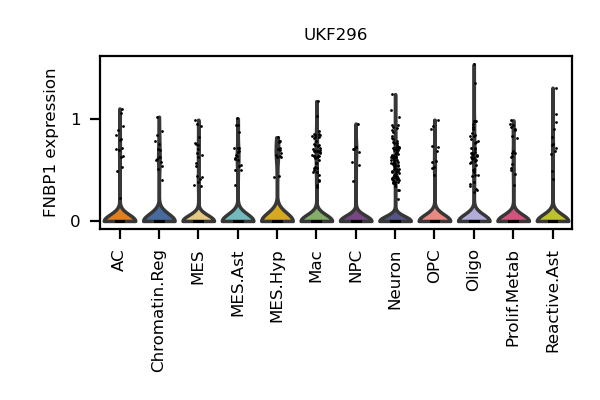 UKF296
FNBP1 expression
1
0
AC
Chromatin.Reg
MES
MES.Ast
MES.Hyp
Mac
NPC
Neuron
OPC
Oligo
Prolif.Metab
Reactive.Ast